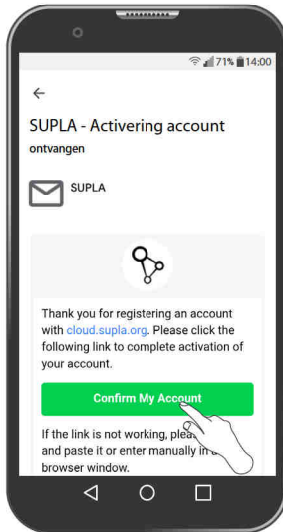 71% 14:00
SUPLA - Activering account
ontvangen
SUPLA
Thank you for registering an account
with cloud.supla.org. Please click the
following link to complete activation of
your account.
Confirm My Account
If the link is not working,
and paste it or enter manually in
browser window.